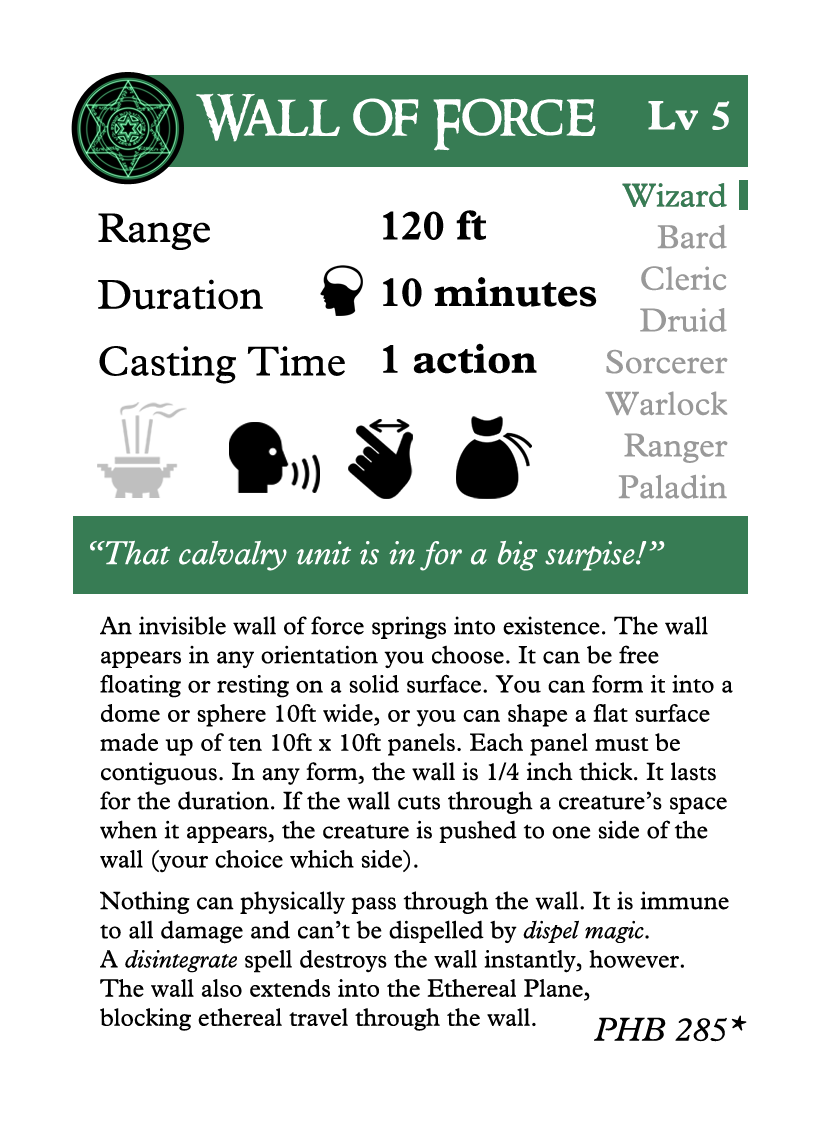 WALL OF FORCE Lv 5
Range 120 ft
Duration 10 minutes
Casting Time 1 action
Wizard
Bard
Cleric
Druid
Sorcerer
Warlock
Ranger
Paladin
“That calvalry unit is in for a big surpise!”
An invisible wall of force springs into existence. The wall
appears in any orientation you choose. It can be free
floating or resting on a solid surface. You can form it into a
dome or sphere 10ft wide, or you can shape a flat surface
made up of ten 10ft x 10ft panels. Each panel must be
contiguous. In any form, the wall is 1/4 inch thick. It lasts
for the duration. If the wall cuts through a creature’s space
when it appears, the creature is pushed to one side of the
wall (your choice which side).
Nothing can physically pass through the wall. It is immune
to all damage and can’t be dispelled by dispel magic.
A disintegrate spell destroys the wall instantly, however.
The wall also extends into the Ethereal Plane,
blocking ethereal travel through the wall.
PHB 285*